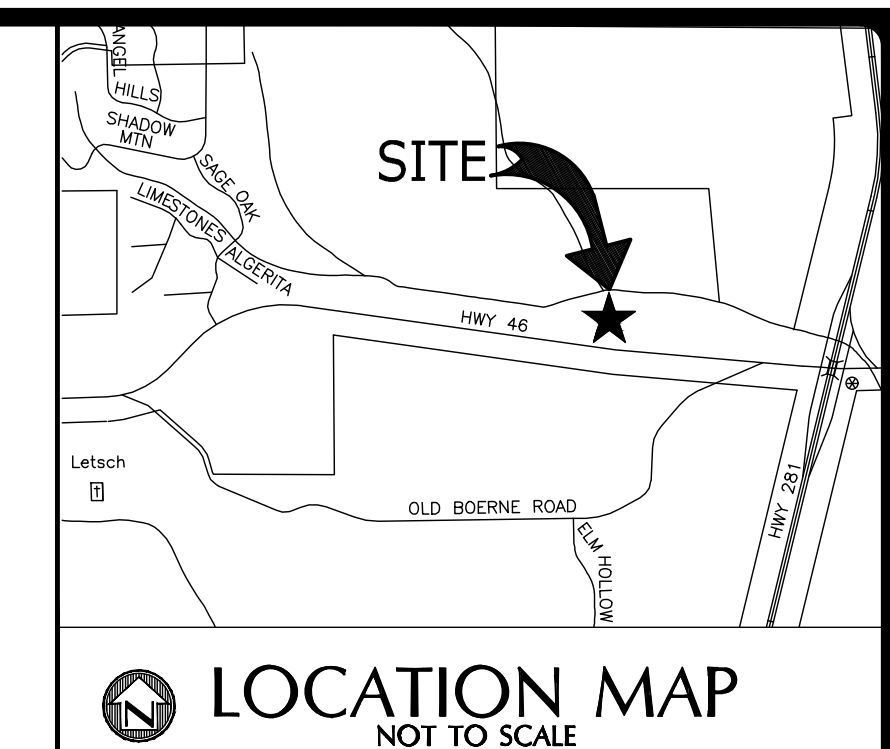 ANGEL
HILLS
SHADOW
MTN
SAGE OAK
SITE
LIMESTONES
ALGERITA
HWY 46
Letsch
OLD BOERNE ROAD
HWY 281
ELM HOLLOW
N
LOCATION MAP
NOT TO SCALE